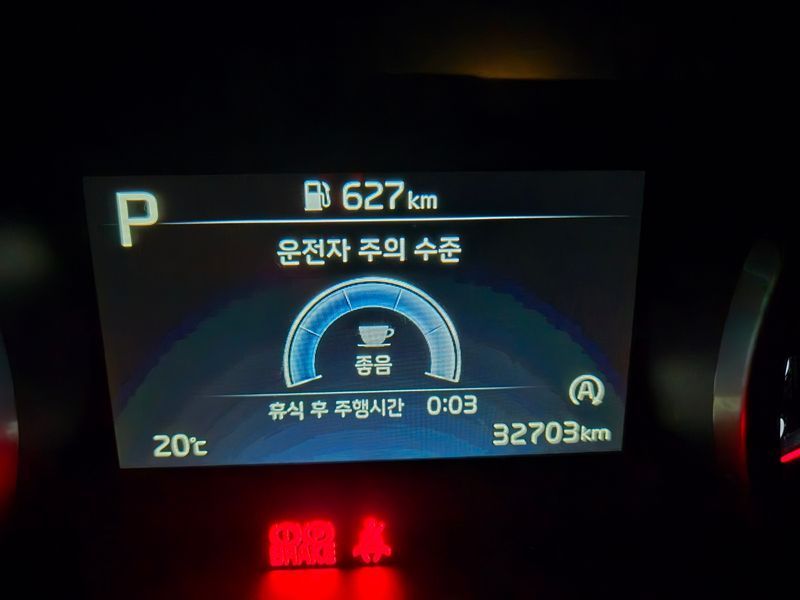 P
627km
운전자 주의 수준
좋음
휴식 후 주행시간 0:03
A
20℃
32703km
BRAKE